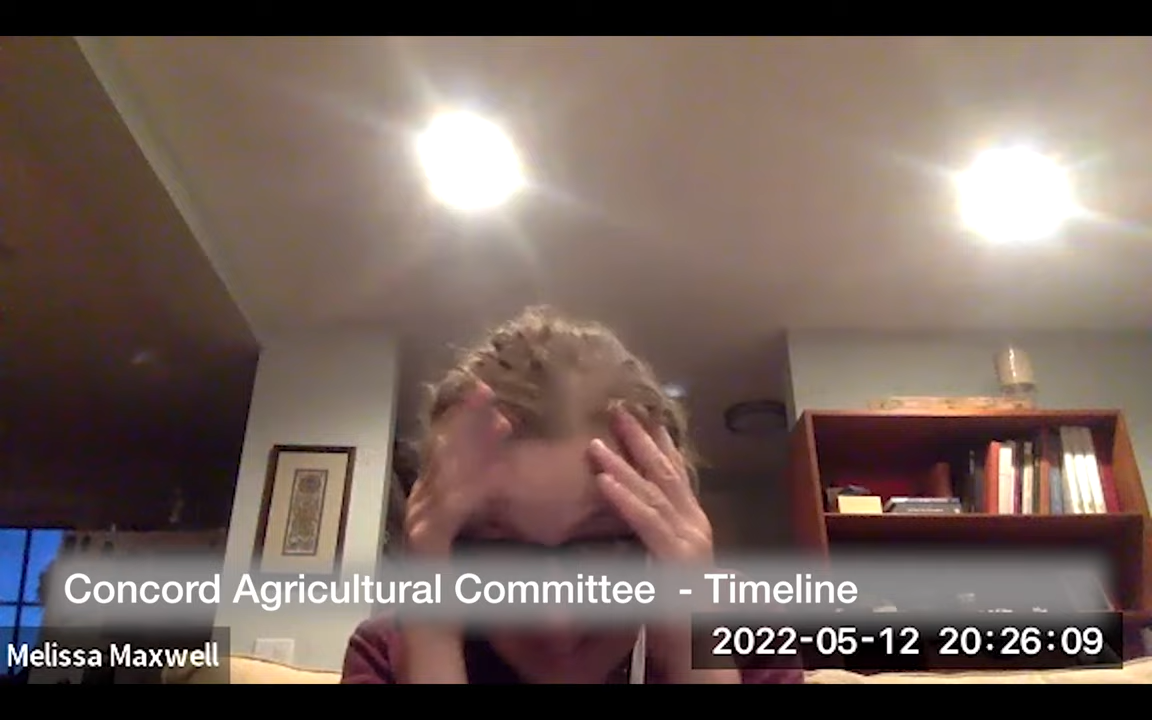 Concord Agricultural Committee - Timeline
Melissa Maxwell
2022-05-12 20:26:09